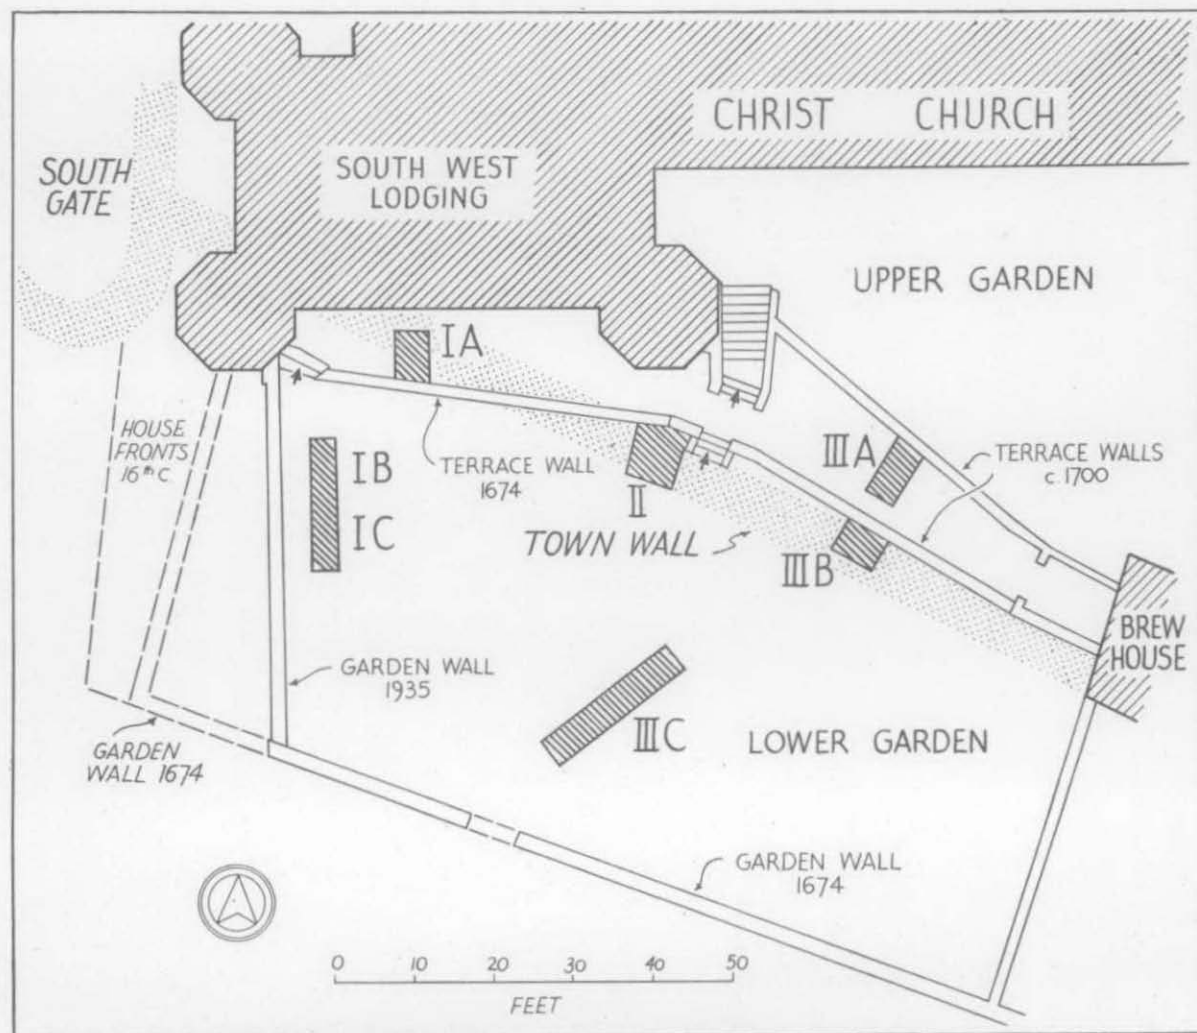 CHRIST CHURCH
SOUTH
GATE
SOUTH WEST
LODGING
UPPER GARDEN
IA
HOUSE
FRONTS
16th C
IB
IC
TERRACE WALL
1674
II
IIIA
TERRACE WALLS
c 1700
TOWN WALL
IIIB
BREW
HOUSE
GARDEN WALL
1935
IIIC
LOWER GARDEN
GARDEN
WALL 1674
GARDEN WALL
1674
0 10 20 30 40 50
FEET